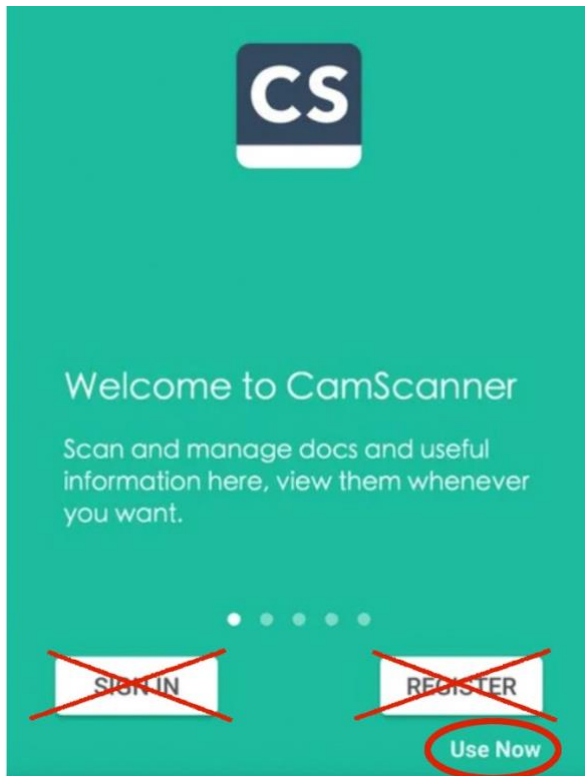 CS
Welcome to CamScanner
Scan and manage docs and useful
information here, view them whenever
you want.
SIGN IN
REGISTER
Use Now